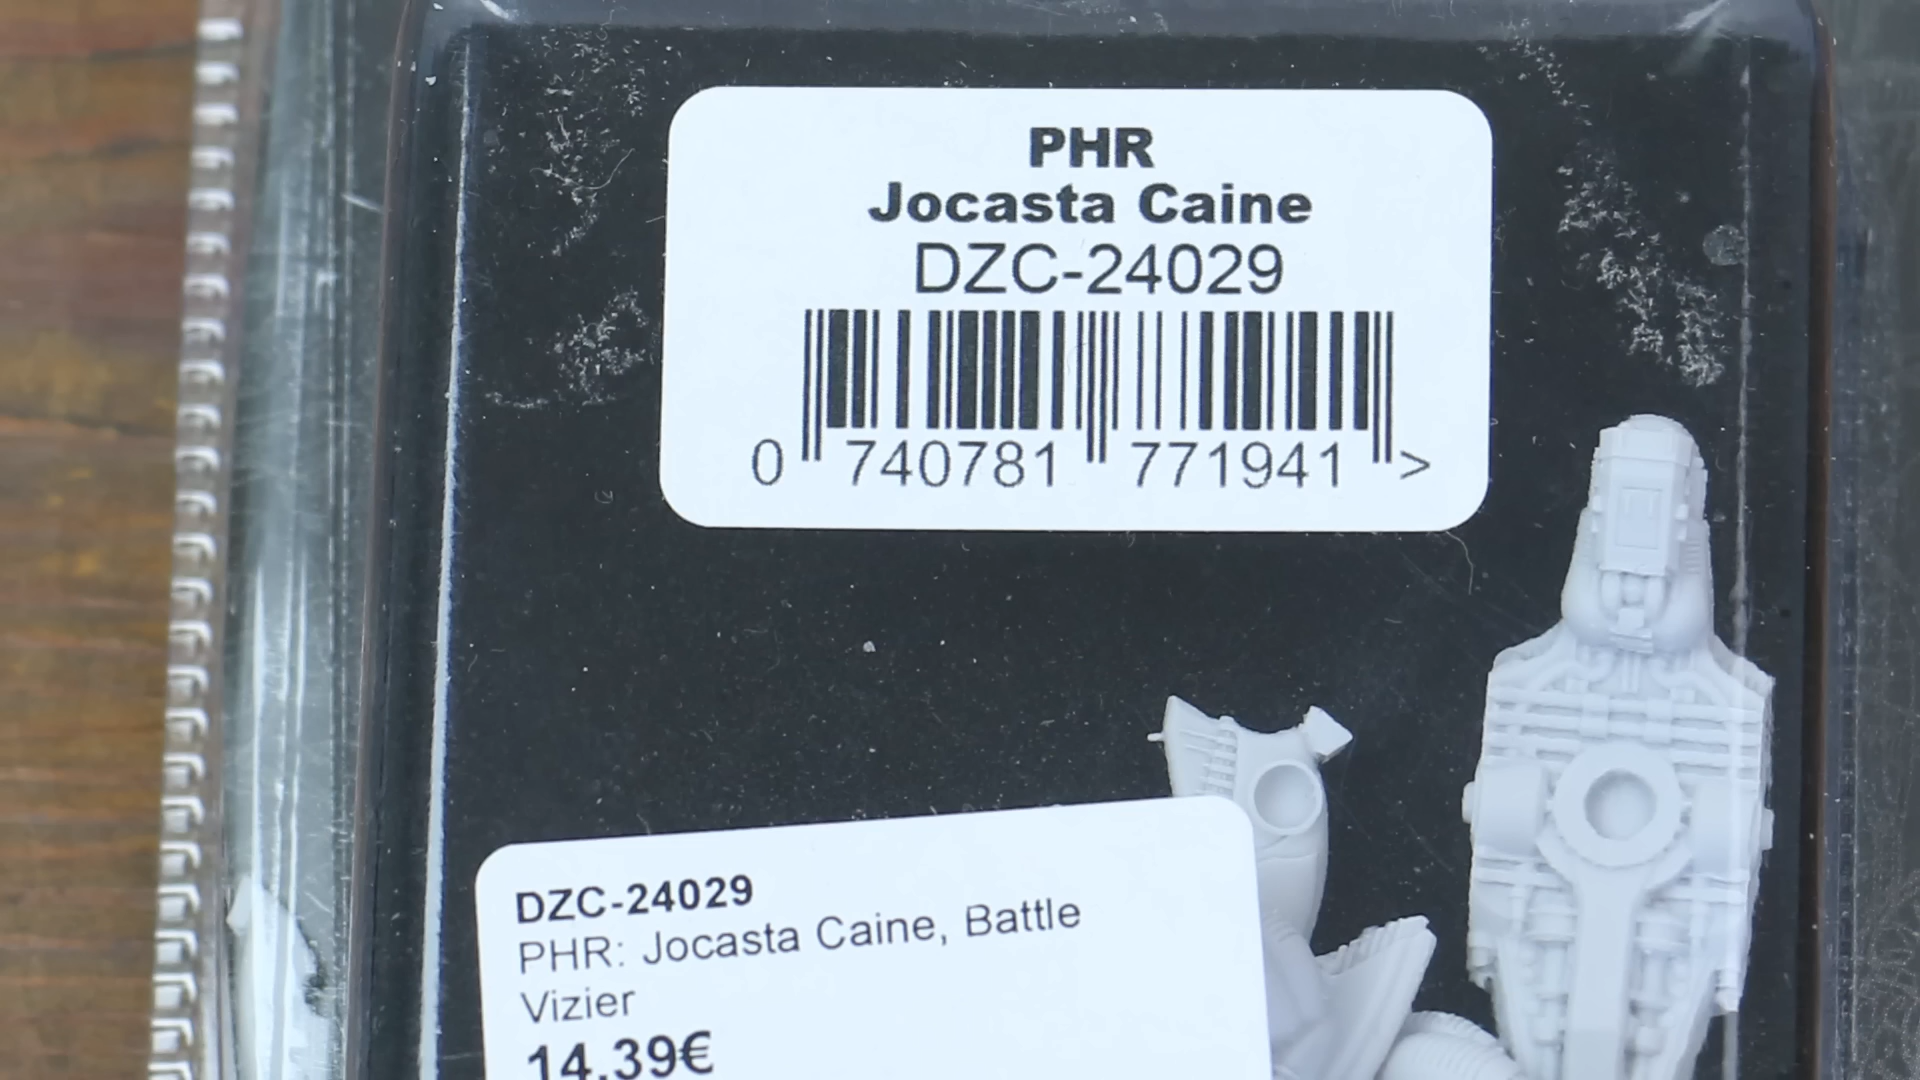 PHR
Jocasta Caine
DZC-24029
0 740781 771941 >
DZC-24029
PHR: Jocasta Caine, Battle
Vizier
14,39€